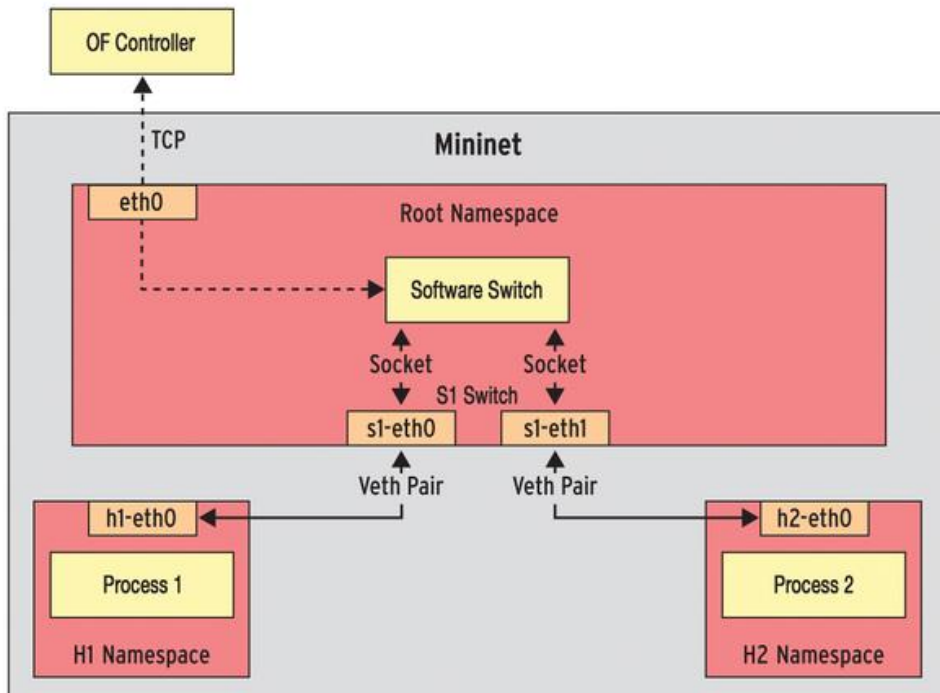 OF Controller
TCP
Mininet
eth0
Root Namespace
Software Switch
Socket
Socket
S1 Switch
s1-eth0
s1-eth1
Veth Pair
Veth Pair
h1-eth0
h2-eth0
Process 1
Process 2
H1 Namespace
H2 Namespace